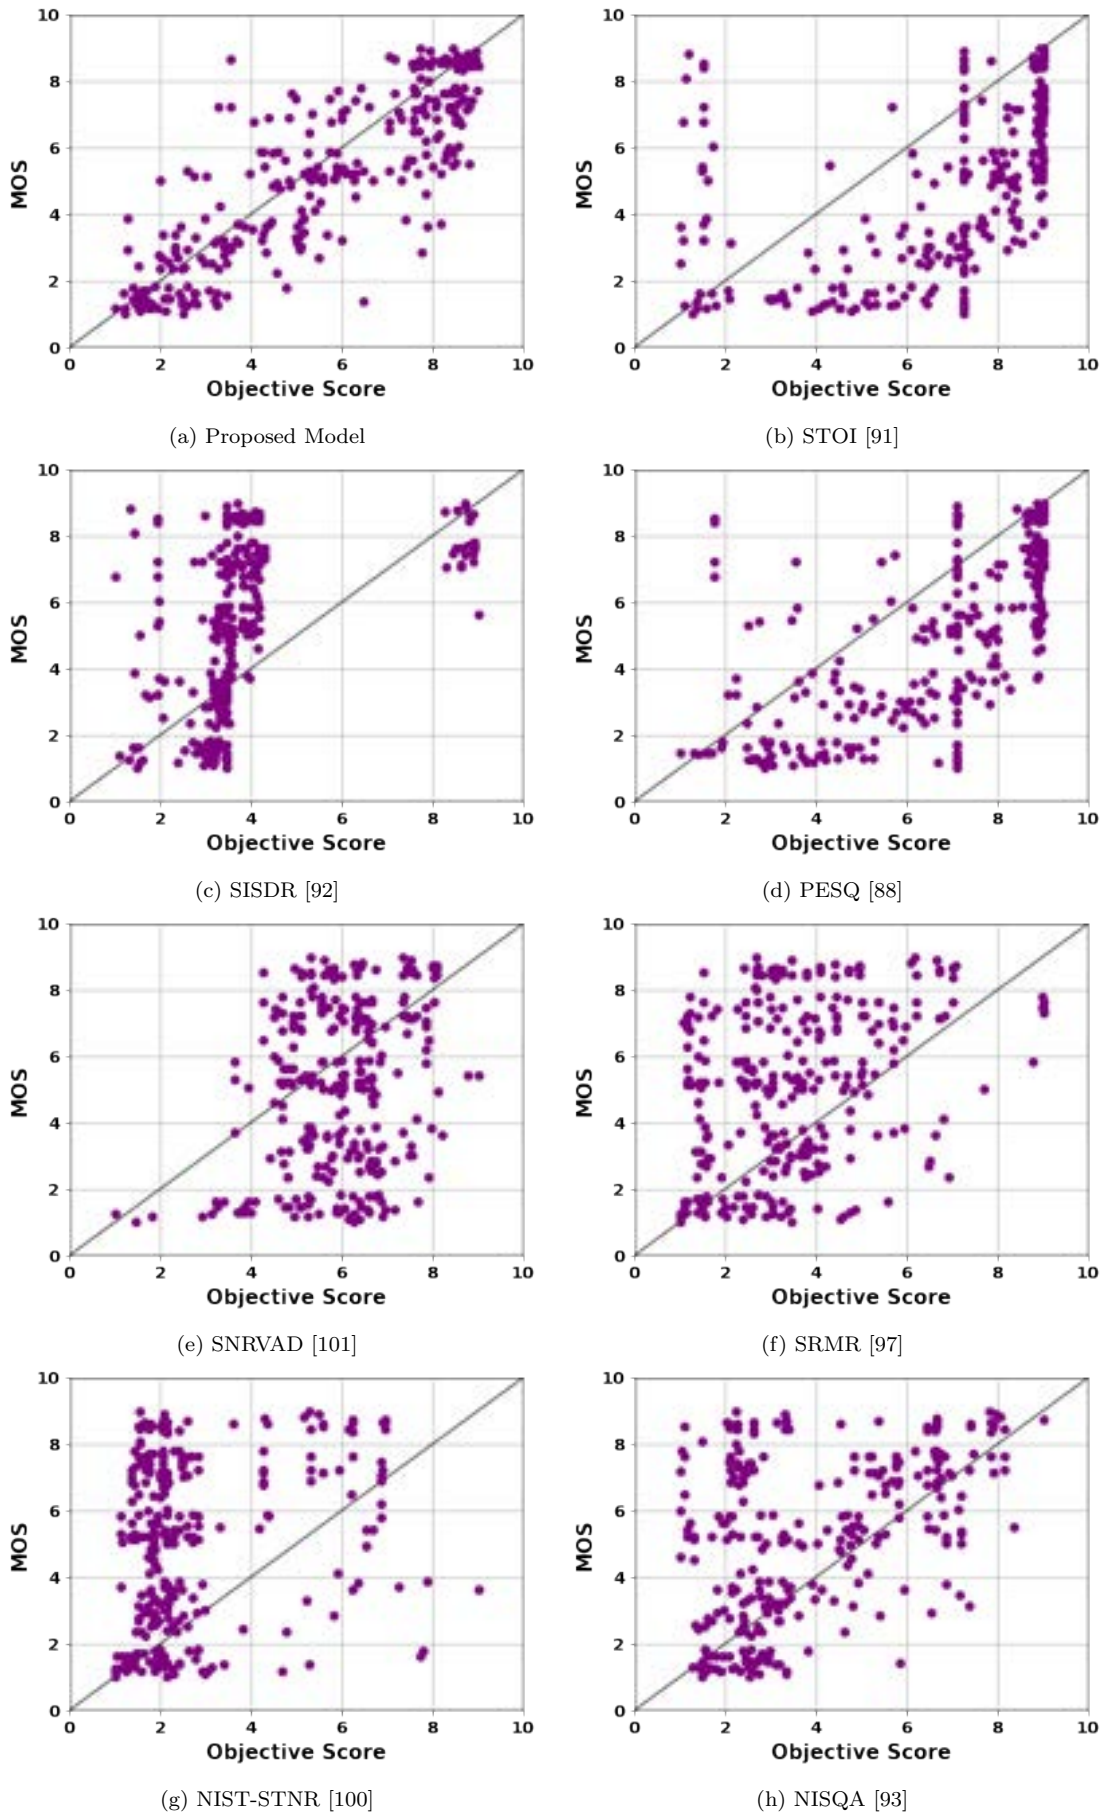 10 10
8 8
6 6
MOS MOS
4 4
2 2
0 0
0 2 4 6 8 10 0 2 4 6 8 10
Objective Score Objective Score
(a) Proposed Model (b) STOI [91]
10 10
8 8
6 6
MOS MOS
4 4
2 2
0 0
0 2 4 6 8 10 0 2 4 6 8 10
Objective Score Objective Score
(c) SISDR [92] (d) PESQ [88]
10 10
8 8
6 6
MOS MOS
4 4
2 2
0 0
0 2 4 6 8 10 0 2 4 6 8 10
Objective Score Objective Score
(e) SNRVAD [101] (f) SRMR [97]
10 10
8 8
6 6
MOS MOS
4 4
2 2
0 0
0 2 4 6 8 10 0 2 4 6 8 10
Objective Score Objective Score
(g) NIST-STNR [100] (h) NISQA [93]